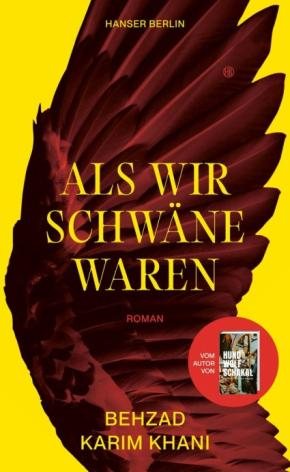 HANSER BERLIN
ALS WIR
SCHWÄNE
WAREN
ROMAN
VOM
AUTOR
VON
HUND
WOLF
SCHAKAL
BEHZAD
KARIM KHANI